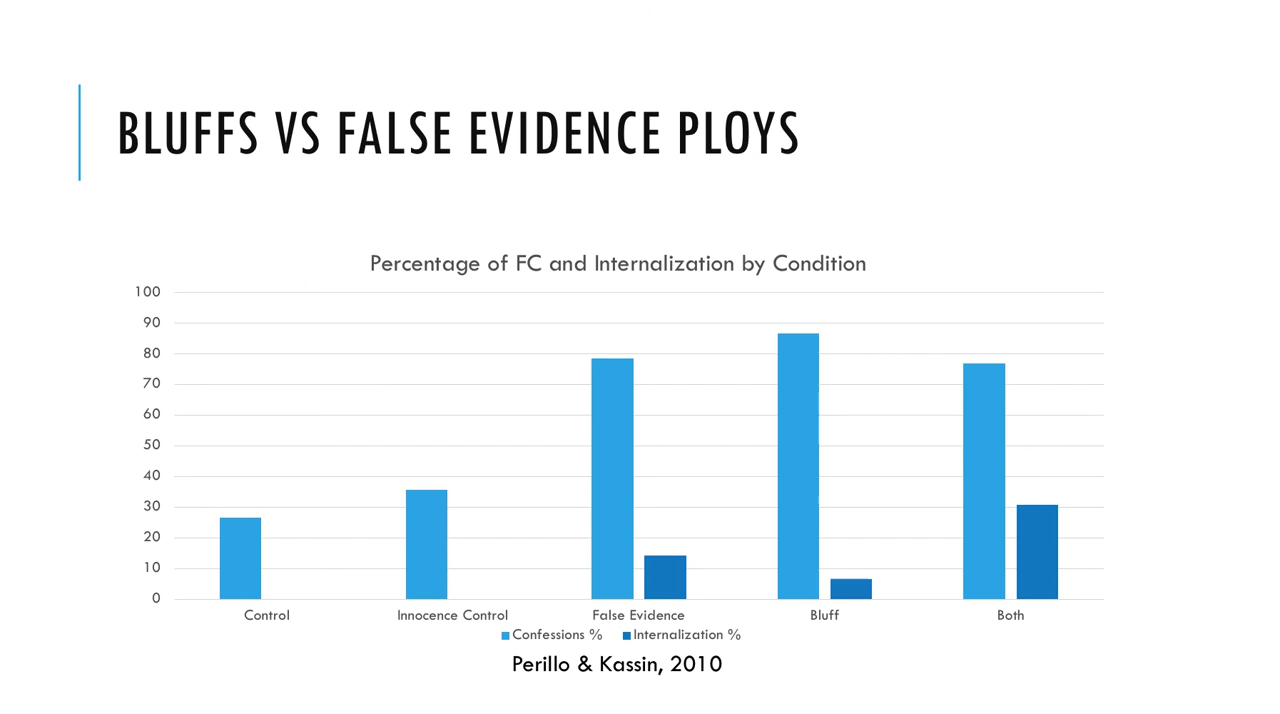 BLUFFS VS FALSE EVIDENCE PLOYS
Percentage of FC and Internalization by Condition
100
90
80
70
60
50
40
30
20
10
0
Control Innocence Control False Evidence Bluff Both
Confessions % Internalization %
Perillo & Kassin, 2010